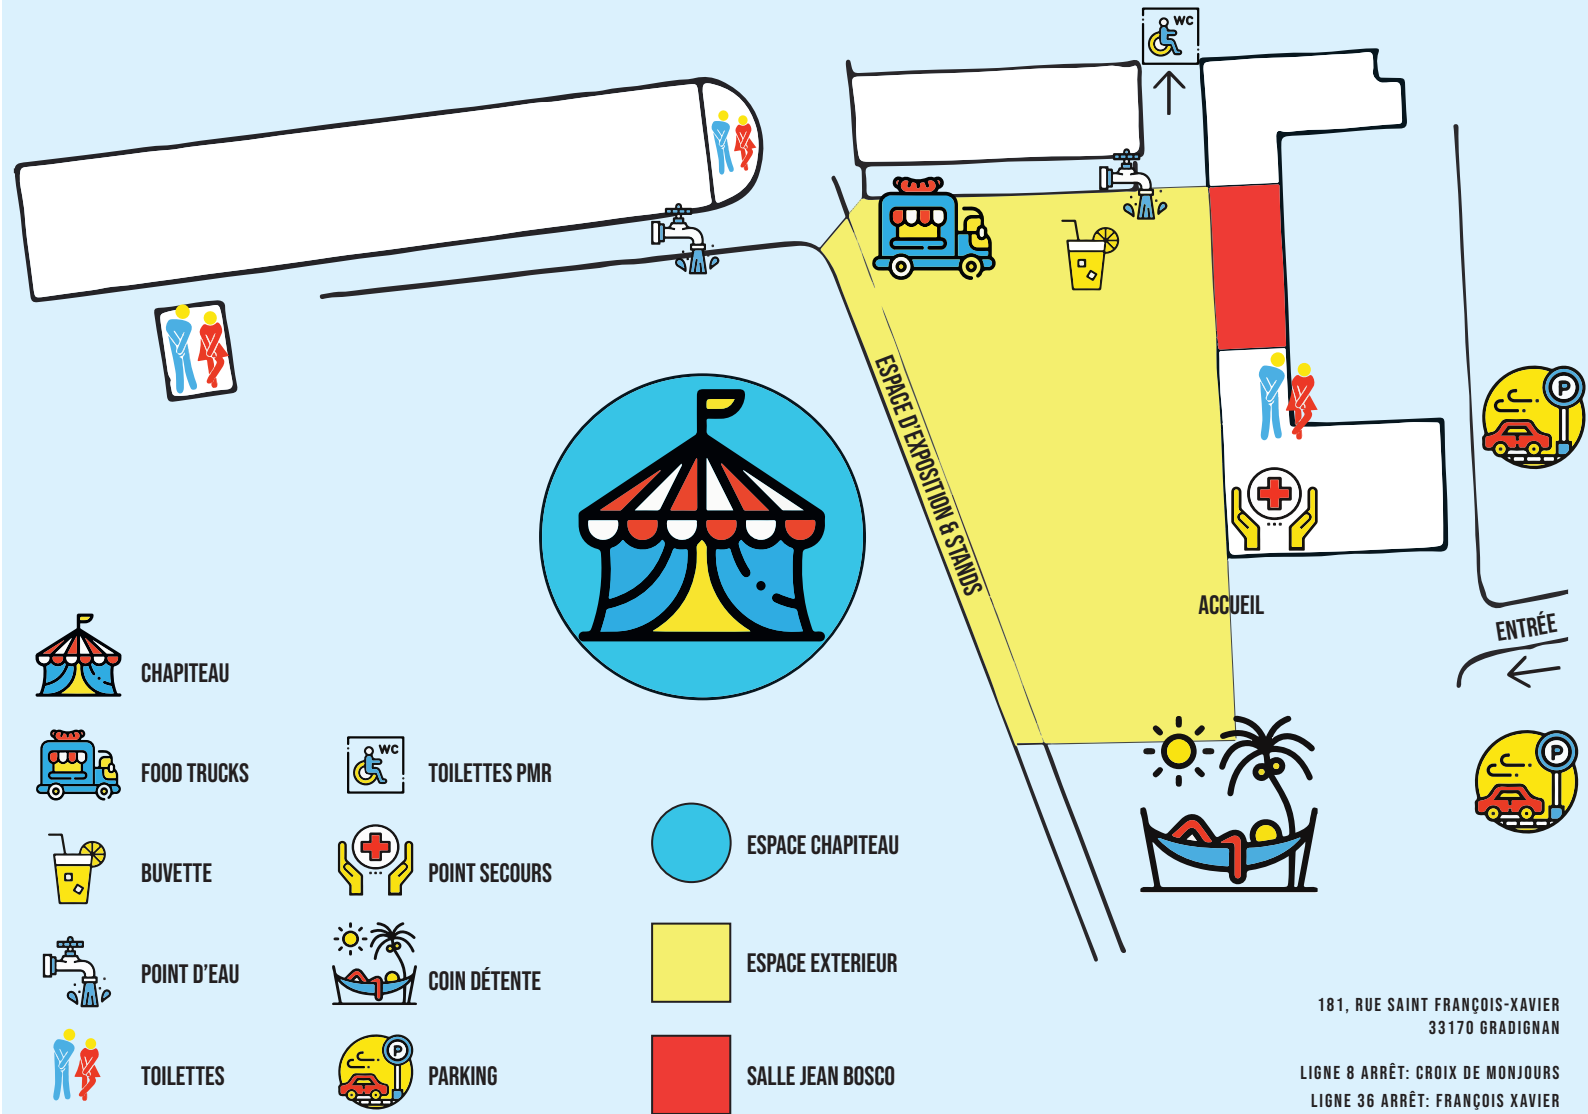 WC
ESPACE D'EXPOSITION & STANDS
ACCUEIL
P
ENTRÉE
P
CHAPITEAU
FOOD TRUCKS
BUVETTE
POINT D'EAU
TOILETTES
WC
TOILETTES PMR
POINT SECOURS
COIN DÉTENTE
P
PARKING
ESPACE CHAPITEAU
ESPACE EXTERIEUR
SALLE JEAN BOSCO
181, RUE SAINT FRANÇOIS-XAVIER
33170 GRADIGNAN
LIGNE 8 ARRÊT: CROIX DE MONJOURS
LIGNE 36 ARRÊT: FRANÇOIS XAVIER